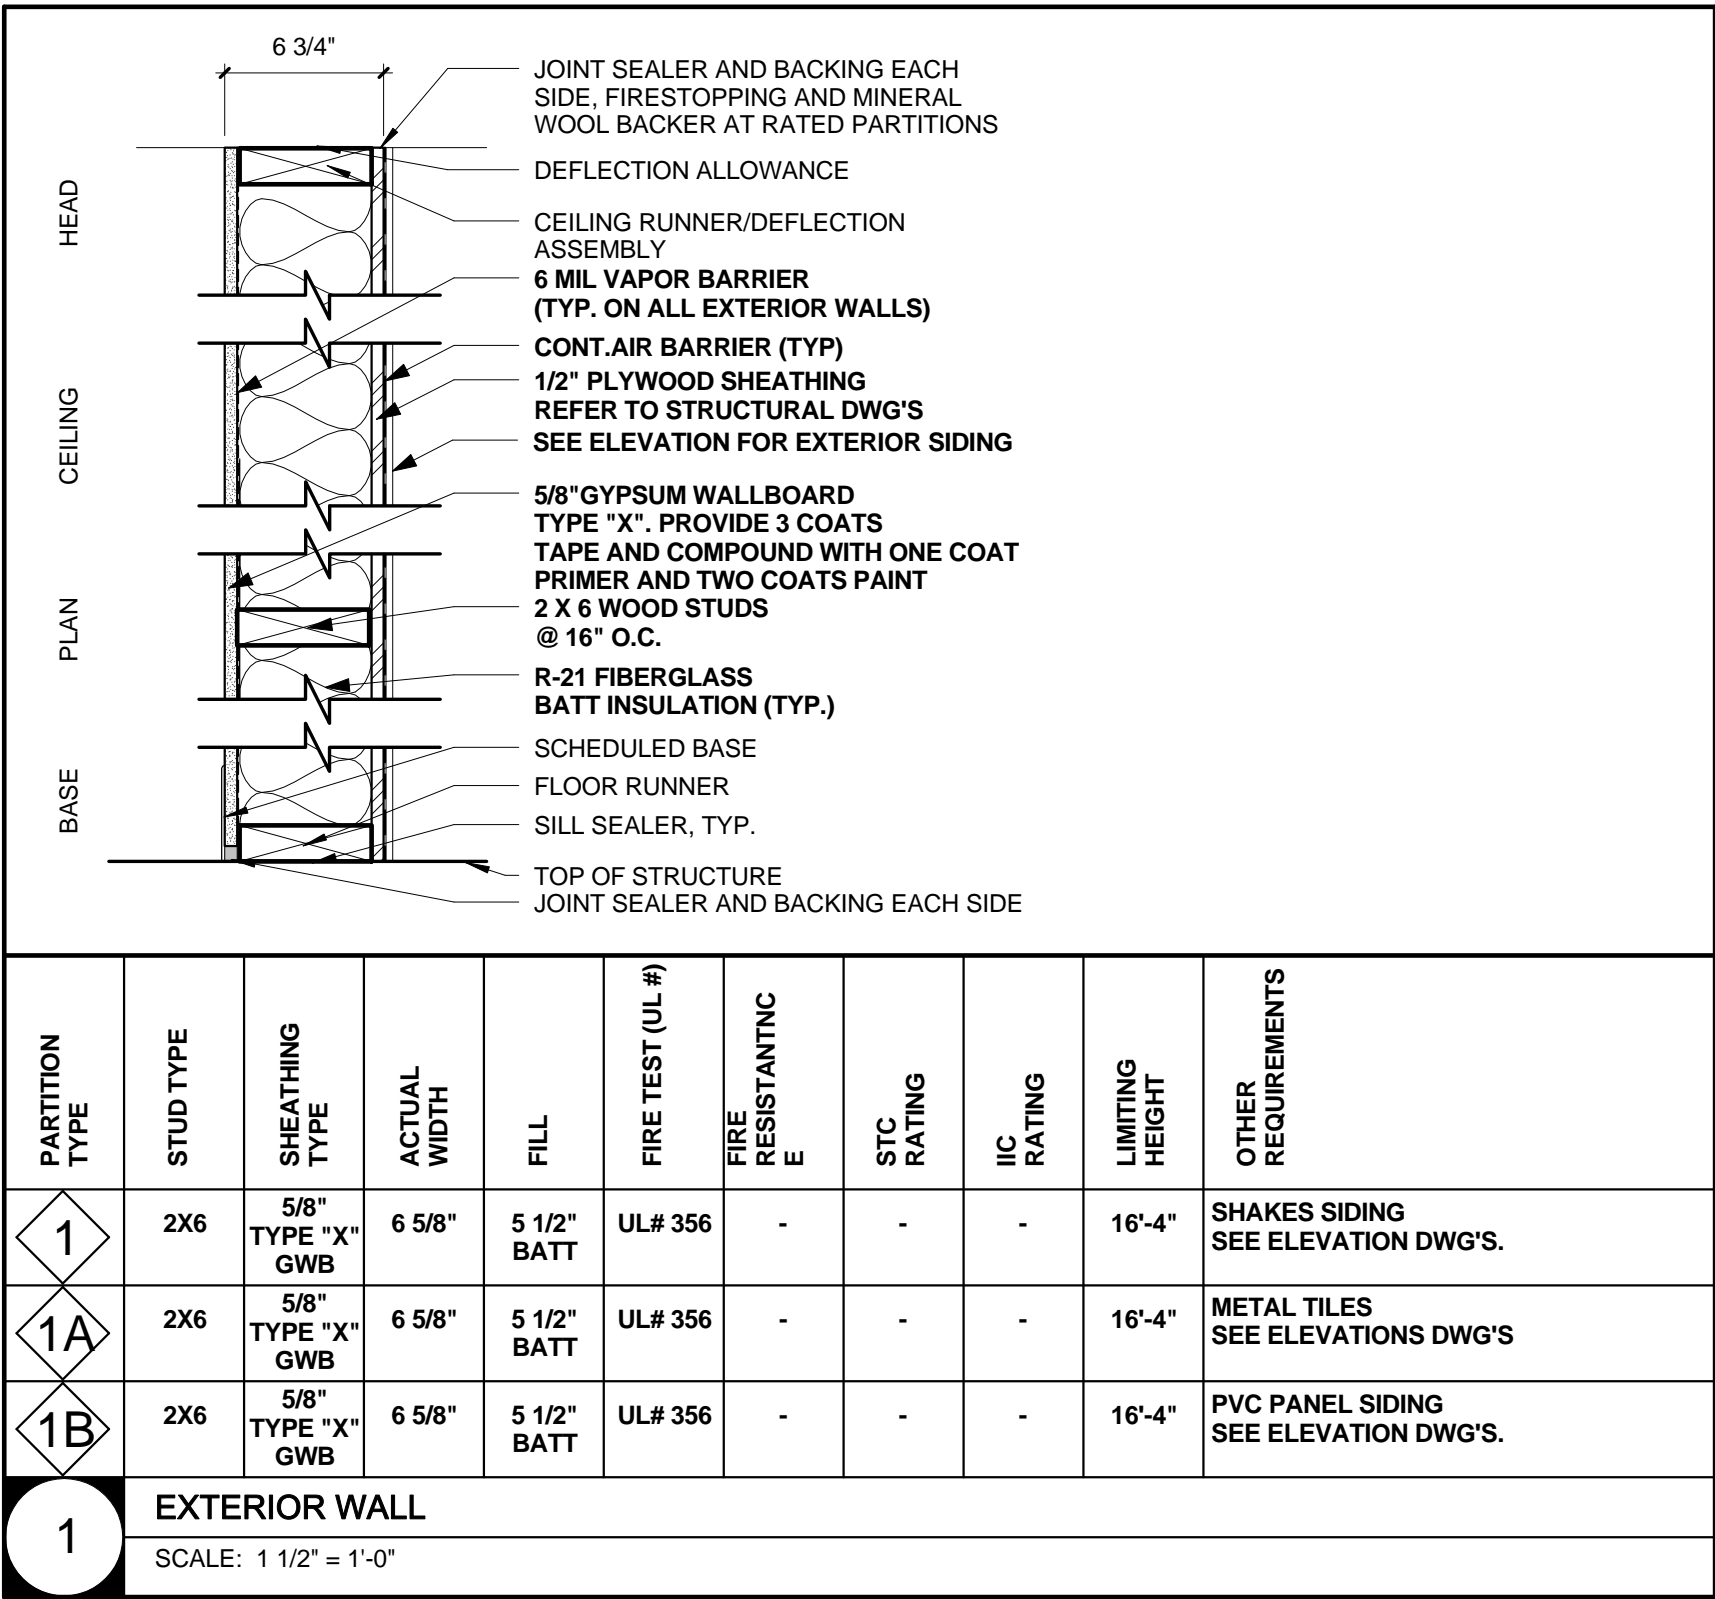 6 3/4"
JOINT SEALER AND BACKING EACH
SIDE, FIRESTOPPING AND MINERAL
WOOL BACKER AT RATED PARTITIONS
DEFLECTION ALLOWANCE
CEILING RUNNER/DEFLECTION
ASSEMBLY
6 MIL VAPOR BARRIER
(TYP. ON ALL EXTERIOR WALLS)
CONT.AIR BARRIER (TYP)
1/2" PLYWOOD SHEATHING
REFER TO STRUCTURAL DWG'S
SEE ELEVATION FOR EXTERIOR SIDING
5/8"GYPSUM WALLBOARD
TYPE "X". PROVIDE 3 COATS
TAPE AND COMPOUND WITH ONE COAT
PRIMER AND TWO COATS PAINT
2 X 6 WOOD STUDS
@ 16" O.C.
R-21 FIBERGLASS
BATT INSULATION (TYP.)
SCHEDULED BASE
FLOOR RUNNER
SILL SEALER, TYP.
TOP OF STRUCTURE
JOINT SEALER AND BACKING EACH SIDE
HEAD
CEILING
PLAN
BASE
PARTITION
TYPE
STUD TYPE
SHEATHING
TYPE
ACTUAL
WIDTH
FILL
FIRE TEST (UL #)
FIRE
RESISTANTNC
E
STC
RATING
IIC
RATING
LIMITING
HEIGHT
OTHER
REQUIREMENTS
1
2X6
5/8"
TYPE "X"
GWB
6 5/8"
5 1/2"
BATT
UL# 356
-
-
-
16'-4"
SHAKES SIDING
SEE ELEVATION DWG'S.
1A
2X6
5/8"
TYPE "X"
GWB
6 5/8"
5 1/2"
BATT
UL# 356
-
-
-
16'-4"
METAL TILES
SEE ELEVATIONS DWG'S
1B
2X6
5/8"
TYPE "X"
GWB
6 5/8"
5 1/2"
BATT
UL# 356
-
-
-
16'-4"
PVC PANEL SIDING
SEE ELEVATION DWG'S.
1
EXTERIOR WALL
SCALE: 1 1/2" = 1'-0"